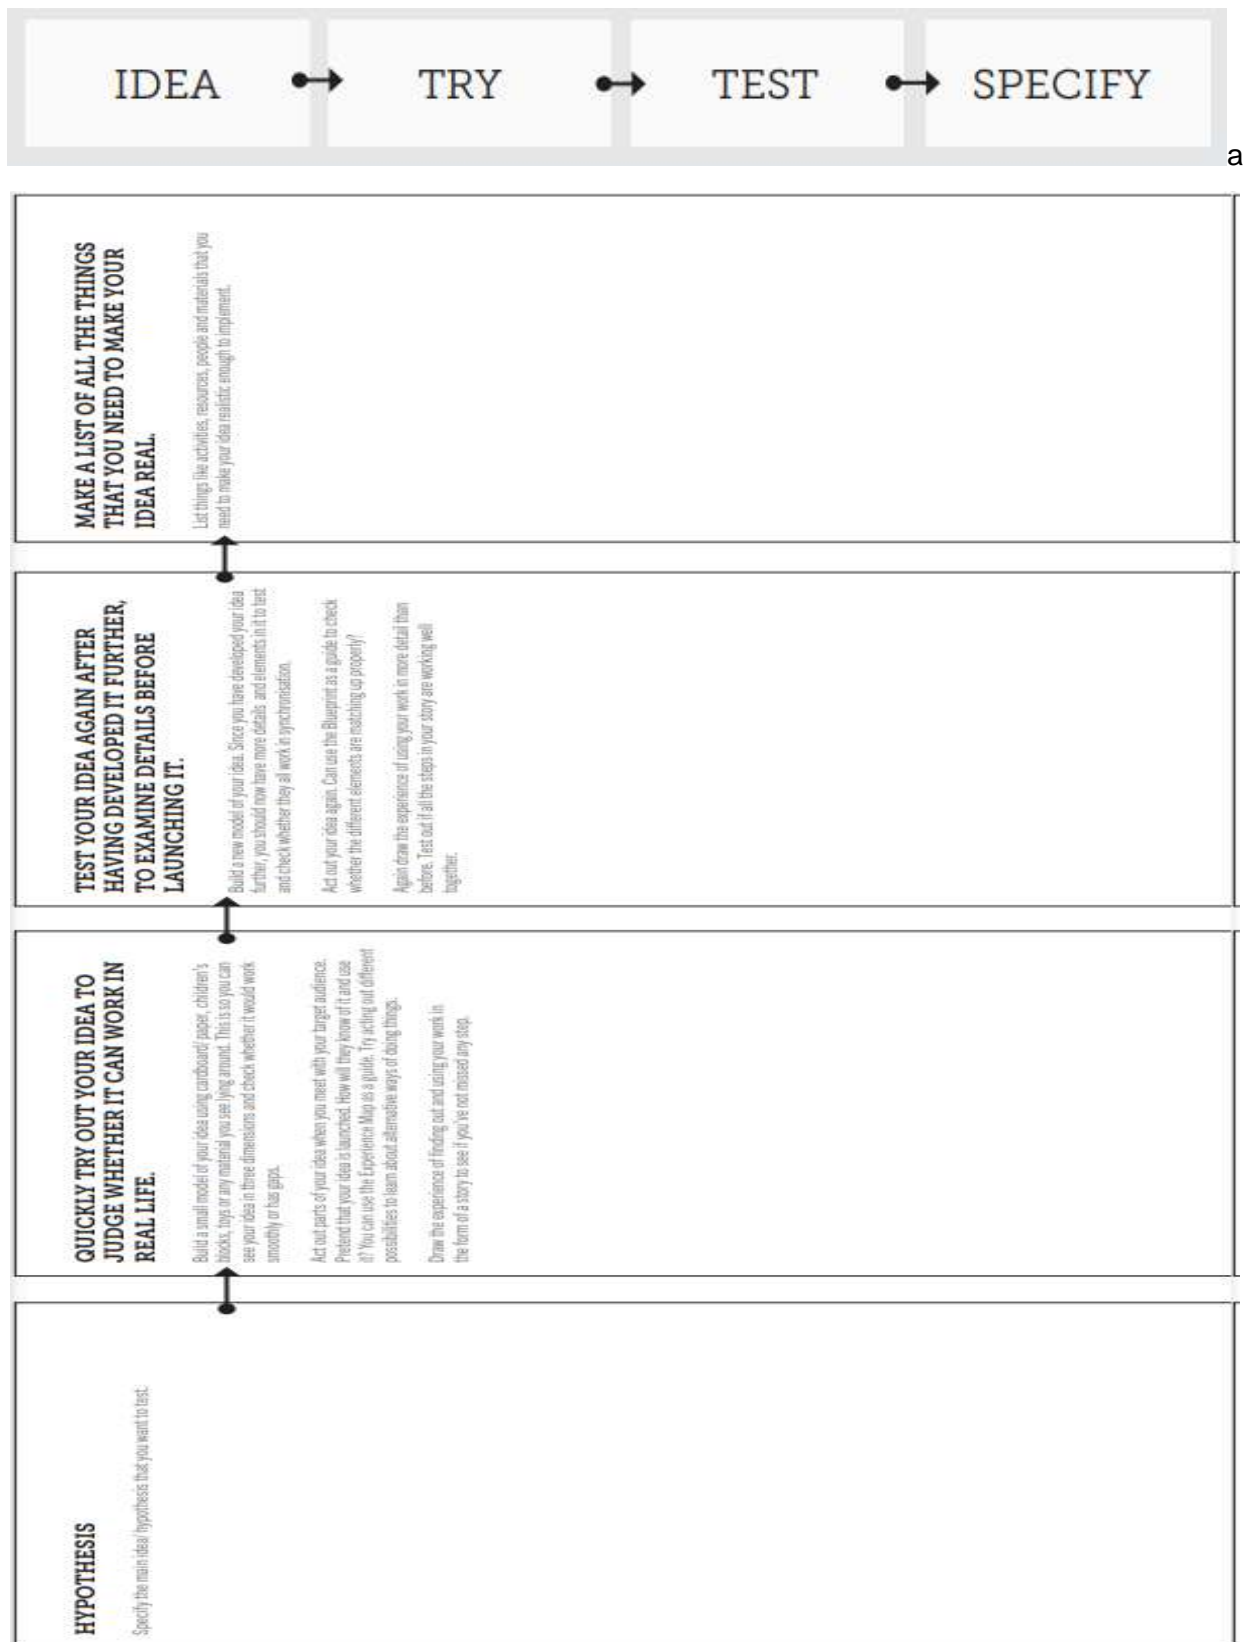 IDEA
TRY
TEST
SPECIFY
a
HYPOTHESIS
Specify the main idea/ hypothesis that you want to test.
QUICKLY TRY OUT YOUR IDEA TO
JUDGE WHETHER IT CAN WORK IN
REAL LIFE.
Build a small model of your idea using cardboard/ paper, children's
blocks, toys or any material you see lying around. This is so you can
see your idea in three dimensions and check whether it would work
smoothly or has gaps.
Act out parts of your idea when you meet with your target audience.
Pretend that your idea is launched. How will they know of it and use
it? You can use the Experience Map as a guide. Try acting out different
possibilities to learn about alternative ways of doing things.
Draw the experience of finding out and using your work in
the form of a story to see if you've not missed any step.
TEST YOUR IDEA AGAIN AFTER
HAVING DEVELOPED IT FURTHER,
TO EXAMINE DETAILS BEFORE
LAUNCHING IT.
Build a new model of your idea. Since you have developed your idea
further, you should now have more details and elements in it to test
and check whether they all work in synchronisation.
Act out your idea again. Can use the Blueprint as a guide to check
whether the different elements are matching up properly?
Again draw the experience of using your work in more detail than
before. Test out if all the steps in your story are working well
together.
MAKE A LIST OF ALL THE THINGS
THAT YOU NEED TO MAKE YOUR
IDEA REAL.
List things like activities, resources, people and materials that you
need to make your idea realistic enough to implement.